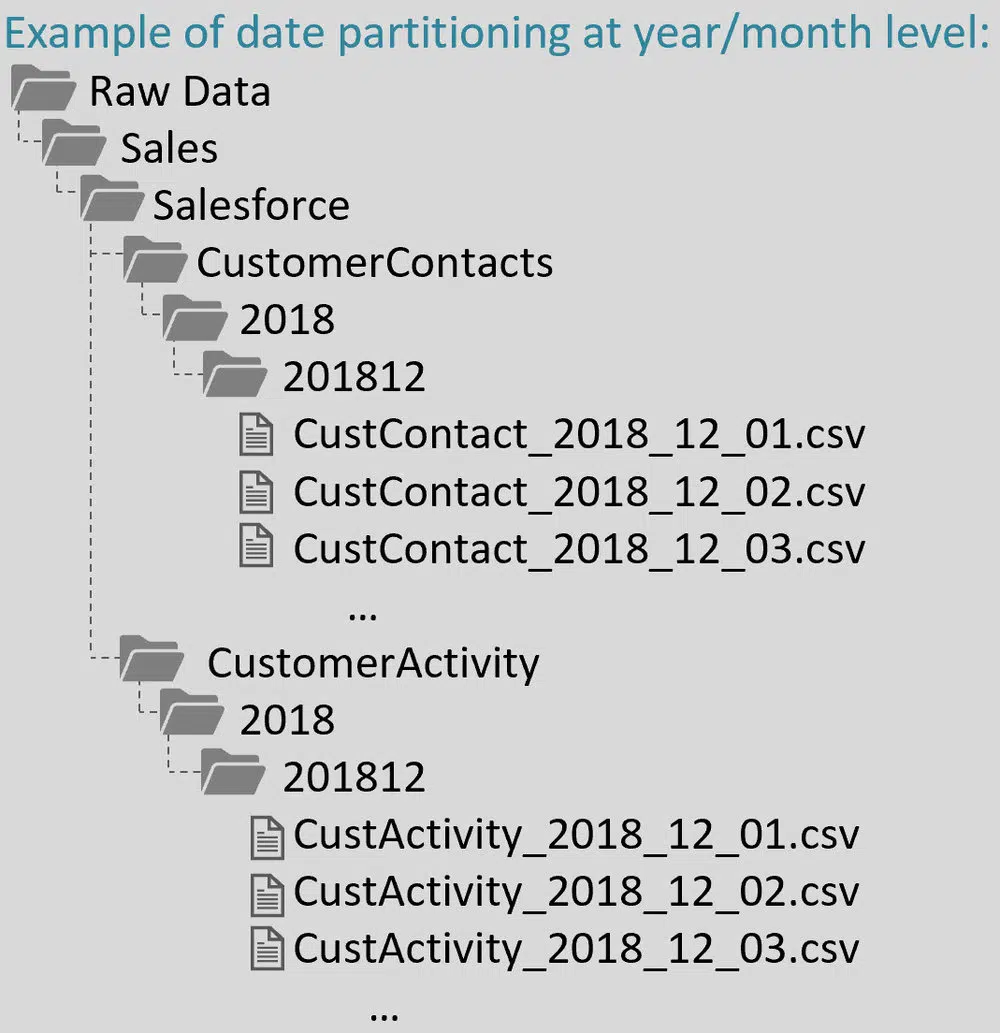 Example of date partitioning at year/month level:
Raw Data
Sales
Salesforce
CustomerContacts
2018
201812
CustContact_2018_12_01.csv
CustContact_2018_12_02.csv
CustContact_2018_12_03.csv
...
CustomerActivity
2018
201812
CustActivity_2018_12_01.csv
CustActivity_2018_12_02.csv
CustActivity_2018_12_03.csv
...